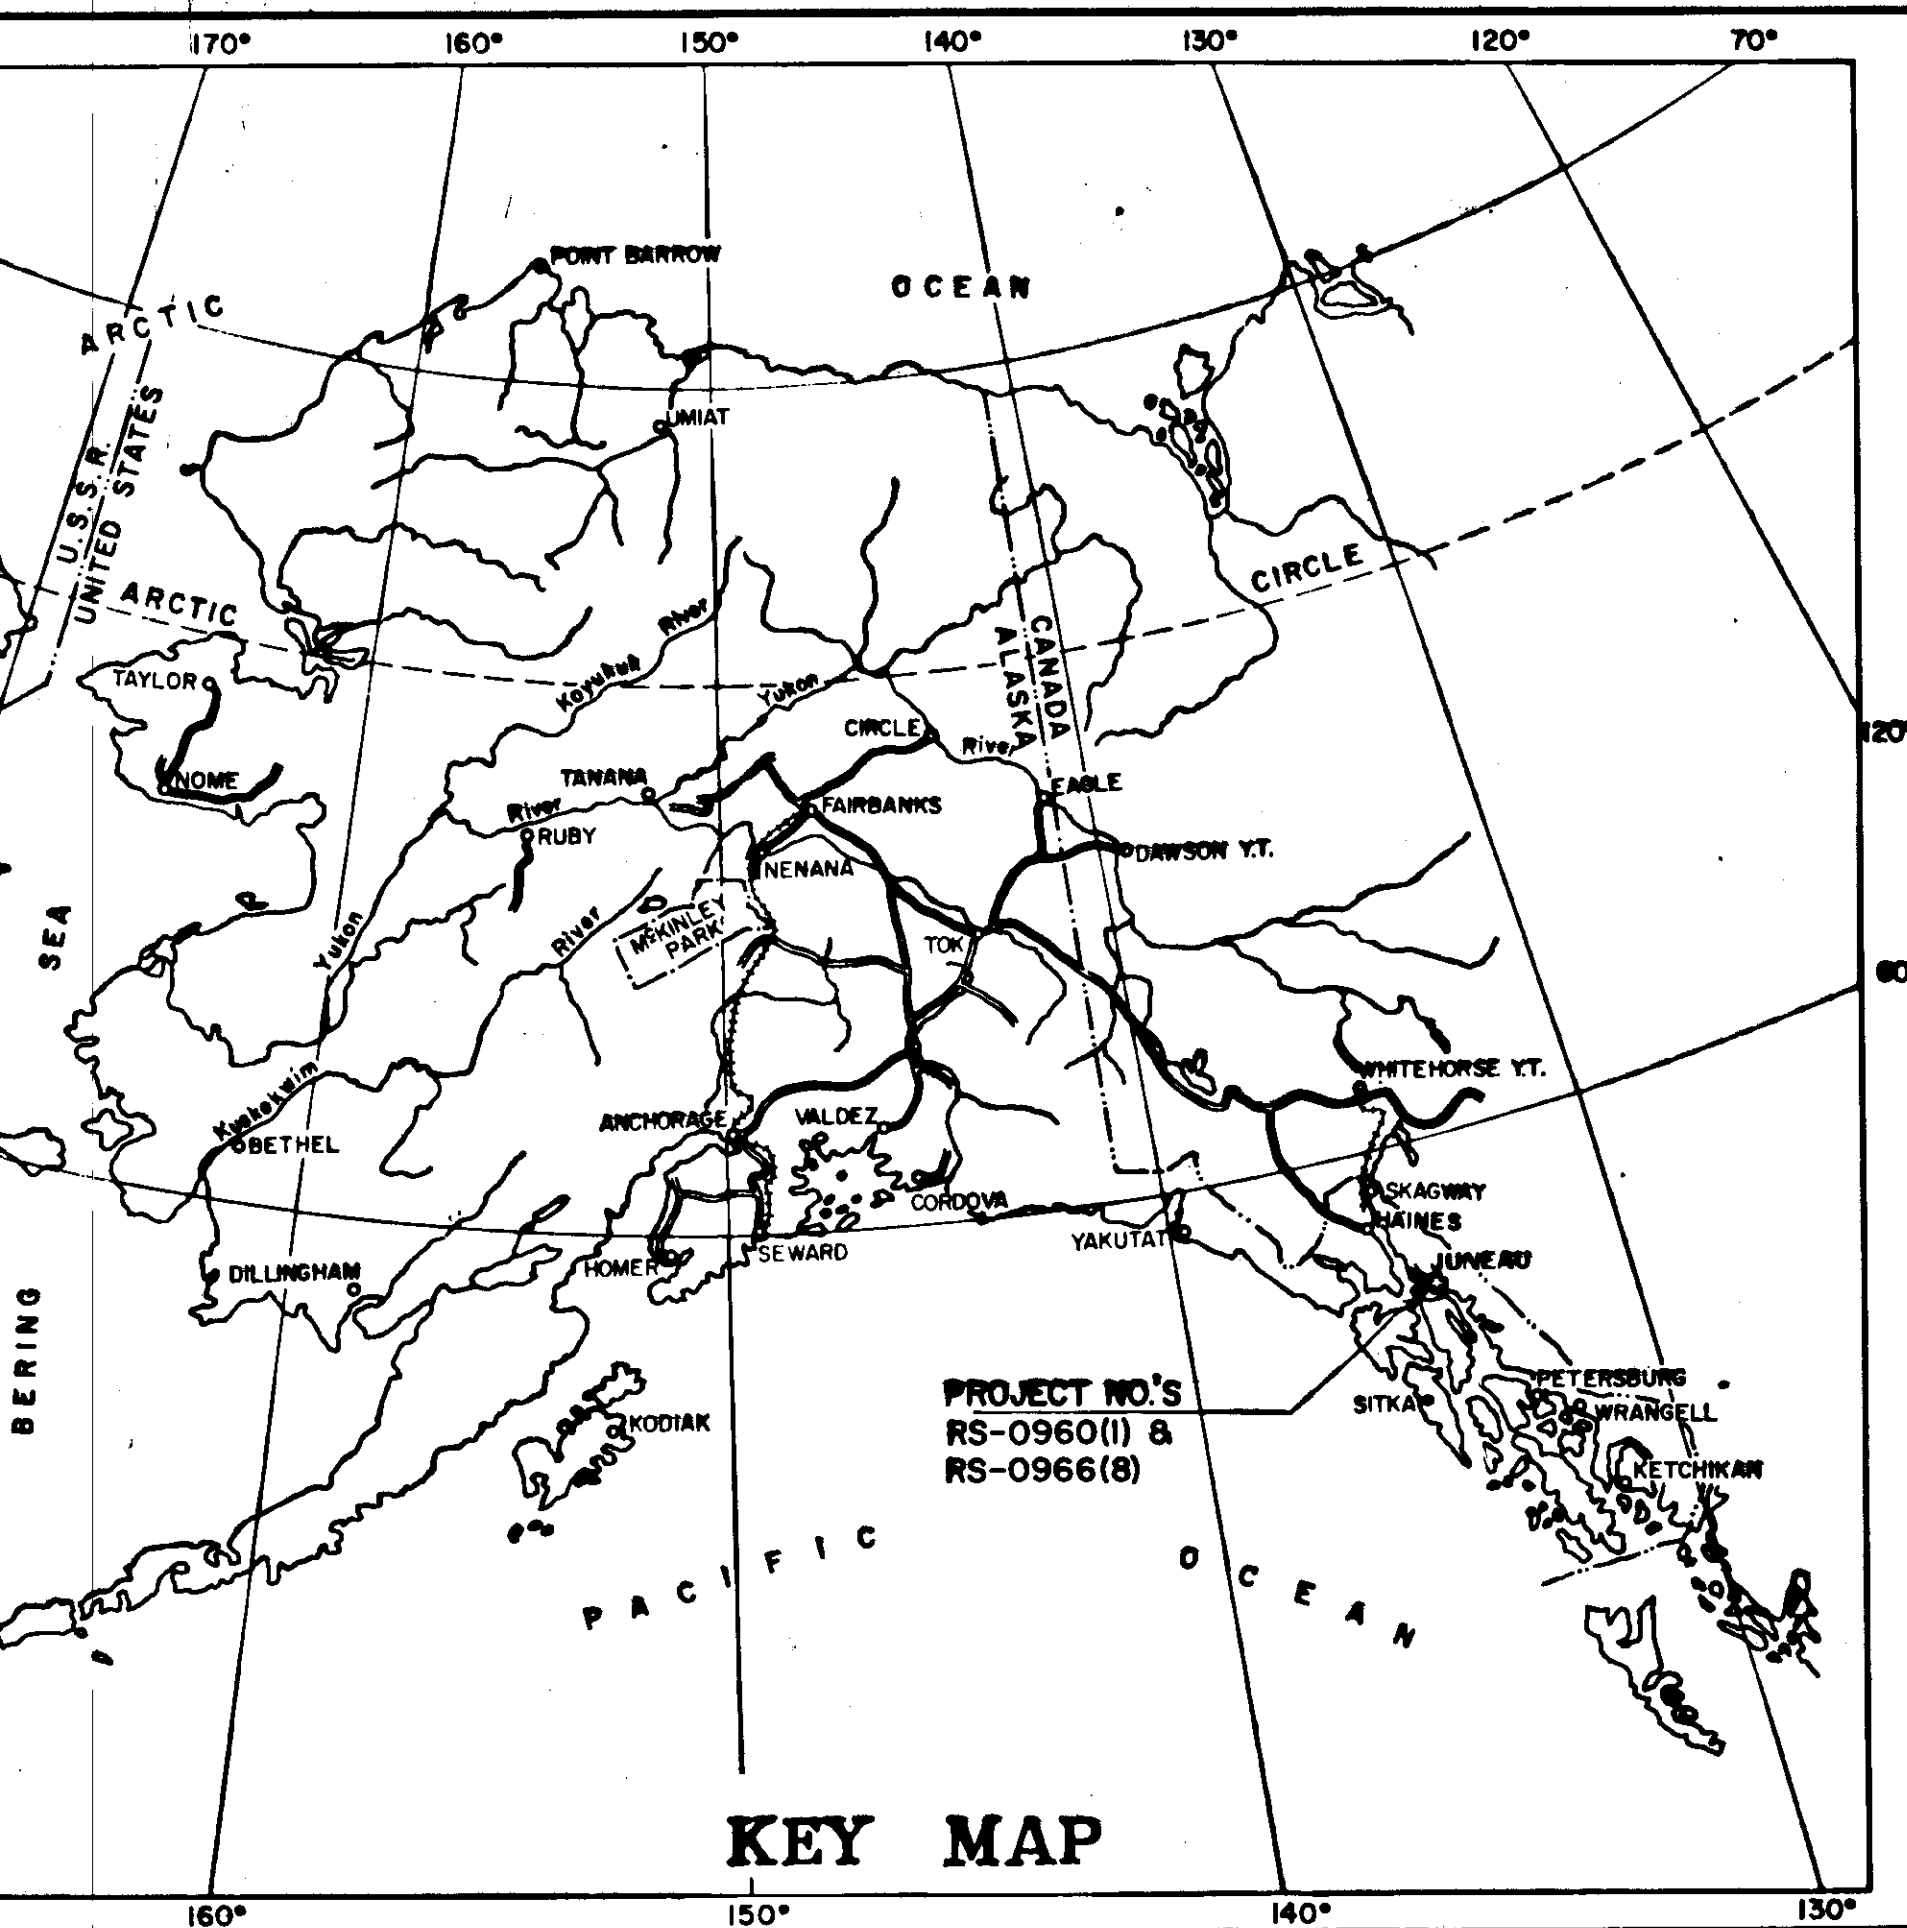 170° 160° 150° 140° 130° 120° 70°
POINT BARROW
OCEAN
ARCTIC
UMIAT
U.S.S.R.
UNITED STATES
ARCTIC
CIRCLE
River
Koyukuk
CANADA
ALASKA
TAYLOR
Yukon
CIRCLE
River
120°
NOME
TANANA
EAGLE
River
FAIRBANKS
RUBY
DAWSON Y.T.
NENANA
SEA
Yukon
River
McKINLEY
PARK
TOK
60
WHITEHORSE Y.T.
Kuskokwim
ANCHORAGE
VALDEZ
BETHEL
SKAGWAY
CORDOVA
HAINES
YAKUTAT
SEWARD
HOMER
JUNEAU
DILLINGHAM
BERING
PETERSBURG
PROJECT NO.'S
SITKA
WRANGELL
KODIAK
RS-0960(1) &
RS-0966(8)
KETCHIKAN
PACIFIC
OCEAN
KEY MAP
160° 150° 140° 130°